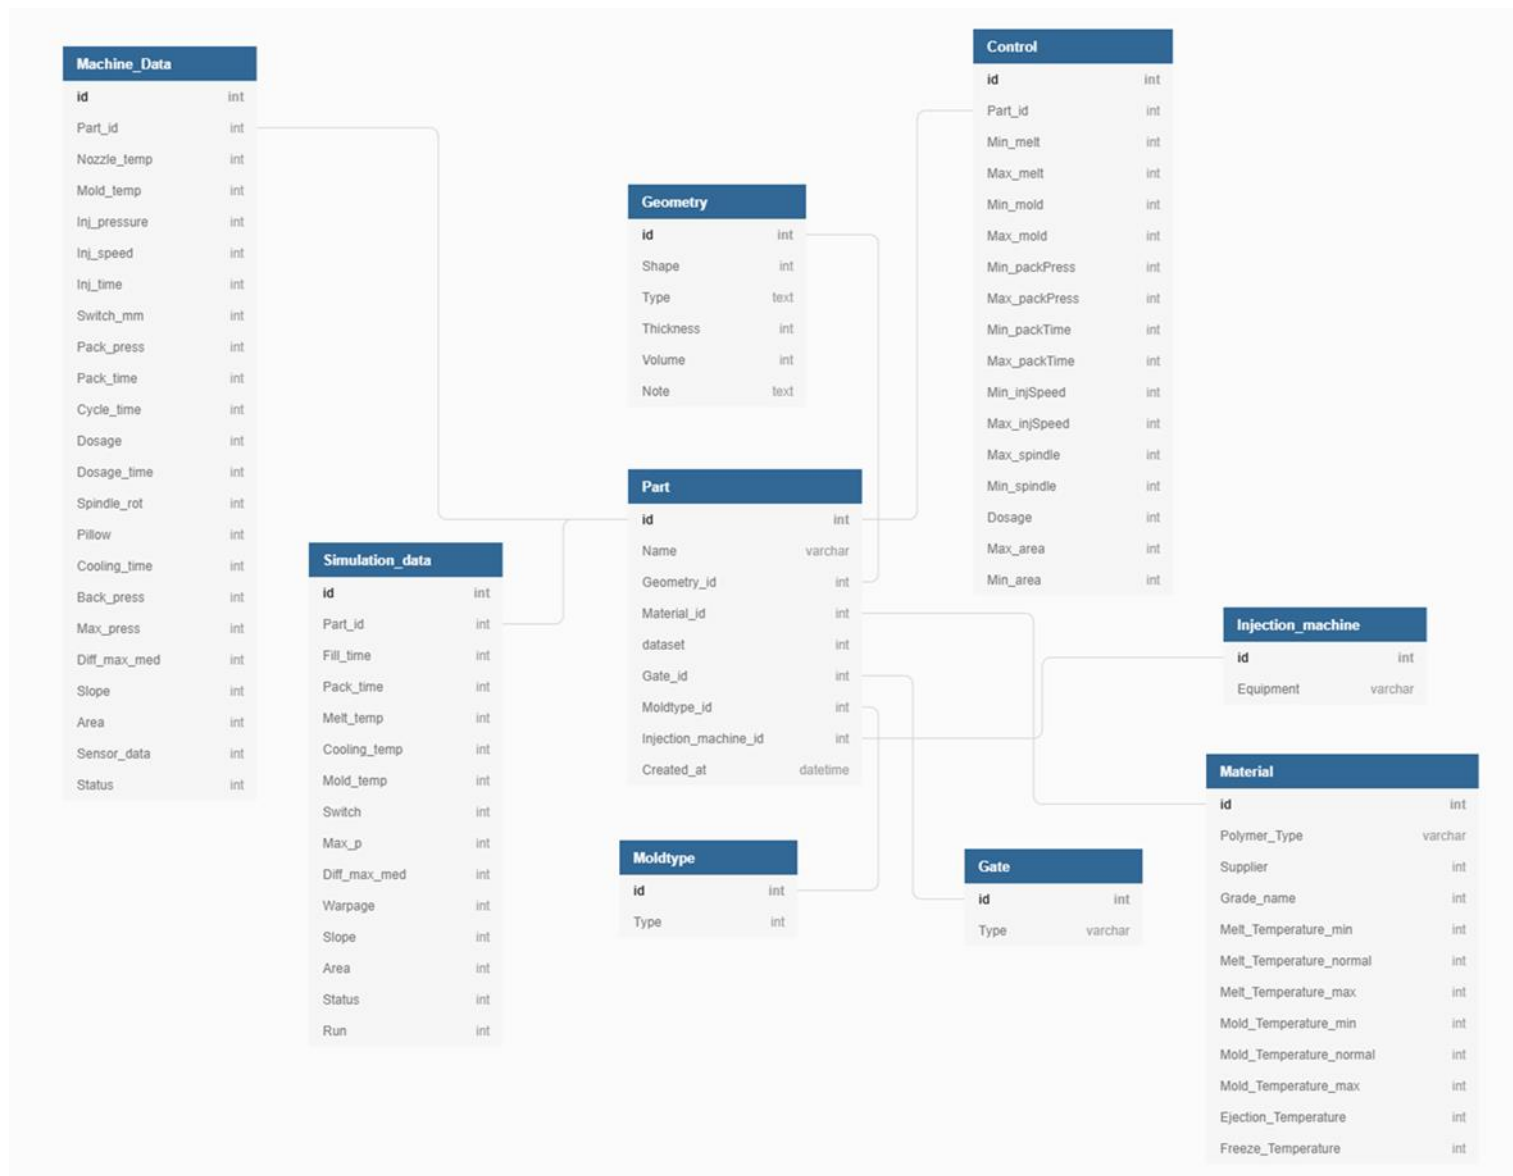 Machine_Data
id int
Part_id int
Nozzle_temp int
Mold_temp int
Inj_pressure int
Inj_speed int
Inj_time int
Switch_mm int
Pack_press int
Pack_time int
Cycle_time int
Dosage int
Dosage_time int
Spindle_rot int
Pillow int
Cooling_time int
Back_press int
Max_press int
Diff_max_med int
Slope int
Area int
Sensor_data int
Status int
Simulation_data
id int
Part_id int
Fill_time int
Pack_time int
Melt_temp int
Cooling_temp int
Mold_temp int
Switch int
Max_p int
Diff_max_med int
Warpage int
Slope int
Area int
Status int
Run int
Geometry
id int
Shape int
Type text
Thickness int
Volume int
Note text
Part
id int
Name varchar
Geometry_id int
Material_id int
dataset int
Gate_id int
Moldtype_id int
Injection_machine_id int
Created_at datetime
Moldtype
id int
Type int
Control
id int
Part_id int
Min_melt int
Max_melt int
Min_mold int
Max_mold int
Min_packPress int
Max_packPress int
Min_packTime int
Max_packTime int
Min_injSpeed int
Max_injSpeed int
Max_spindle int
Min_spindle int
Dosage int
Max_area int
Min_area int
Gate
id int
Type varchar
Injection_machine
id int
Equipment varchar
Material
id int
Polymer_Type varchar
Supplier int
Grade_name int
Melt_Temperature_min int
Melt_Temperature_normal int
Melt_Temperature_max int
Mold_Temperature_min int
Mold_Temperature_normal int
Mold_Temperature_max int
Ejection_Temperature int
Freeze_Temperature int